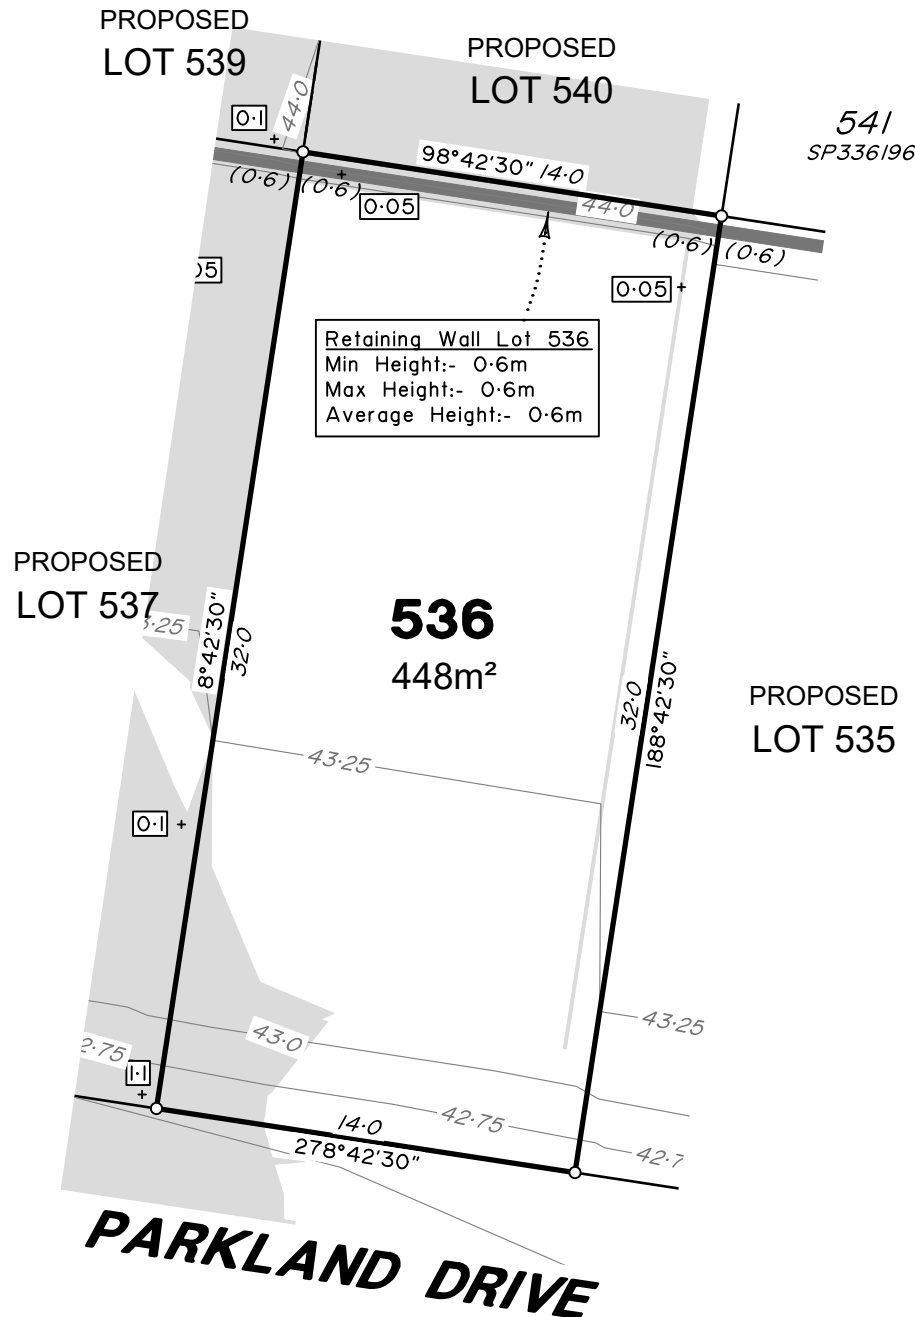 PROPOSED
LOT 539
PROPOSED
LOT 540
541
SP336196
0·1
44·0
98°42'30" 14·0
(0·6) (0·6)
0·05
44·0
(0·6) (0·6)
0·05
Retaining Wall Lot 536
Min Height:- 0·6m
Max Height:- 0·6m
Average Height:- 0·6m
PROPOSED
LOT 537
8°42'30"
32·0
536
448m²
32·0
188°42'30"
PROPOSED
LOT 535
43·25
0·1
43·25
43·0
42·75
14·0
278°42'30"
PARKLAND DRIVE